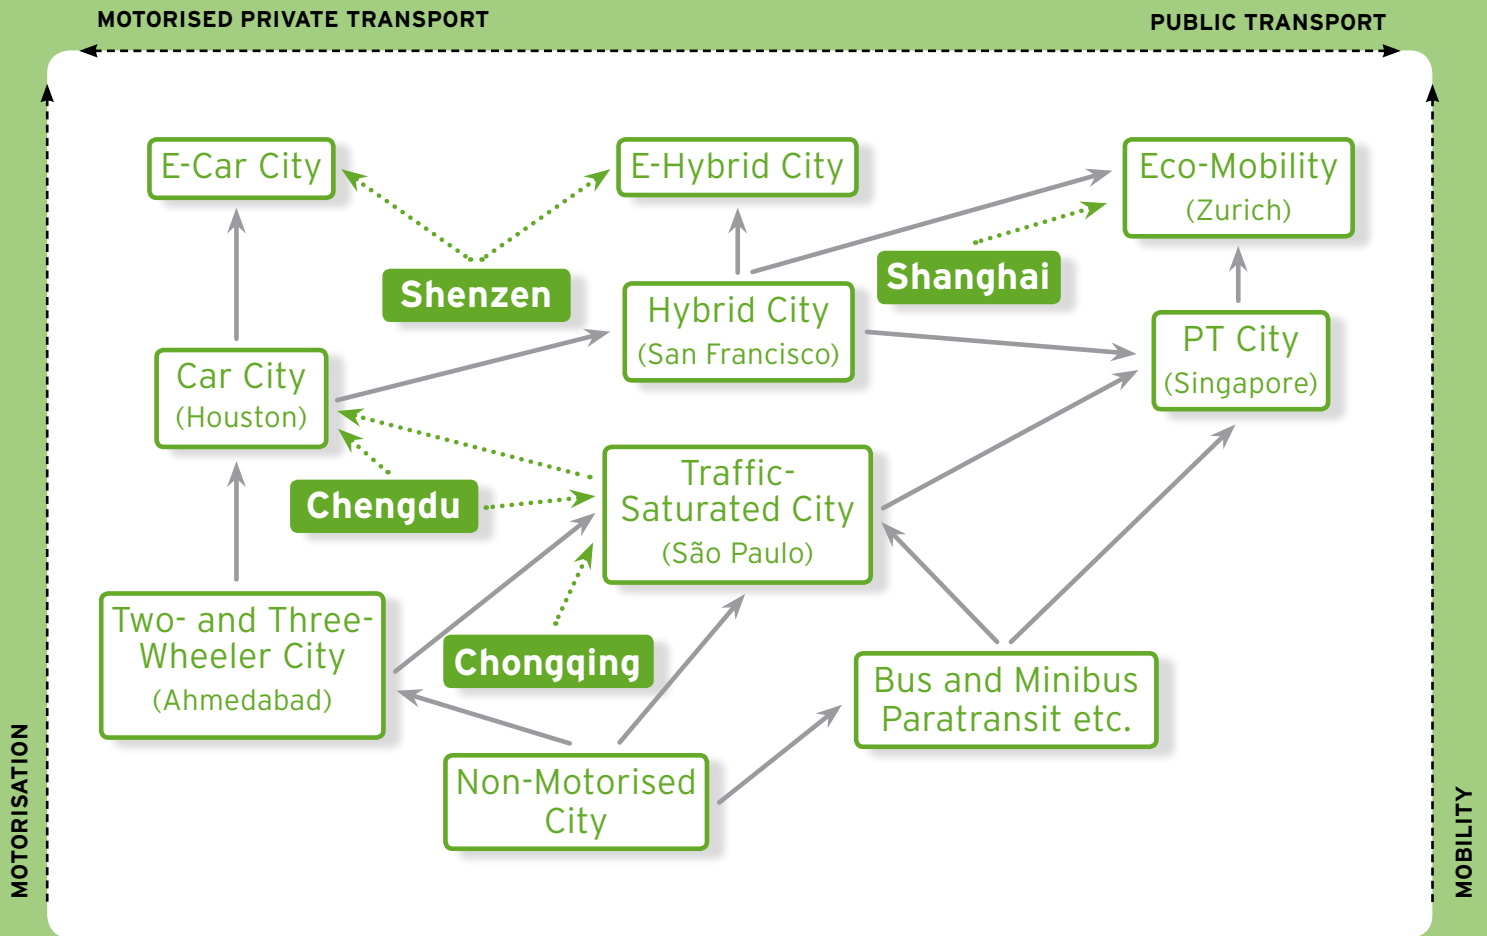 MOTORISED PRIVATE TRANSPORT
PUBLIC TRANSPORT
E-Car City
E-Hybrid City
Eco-Mobility
(Zurich)
Shenzen
Shanghai
Hybrid City
(San Francisco)
PT City
(Singapore)
Car City
(Houston)
Traffic-
Saturated City
(São Paulo)
Chengdu
Two- and Three-
Wheeler City
(Ahmedabad)
Chongqing
Bus and Minibus
Paratransit etc.
Non-Motorised
City
MOTORISATION
MOBILITY